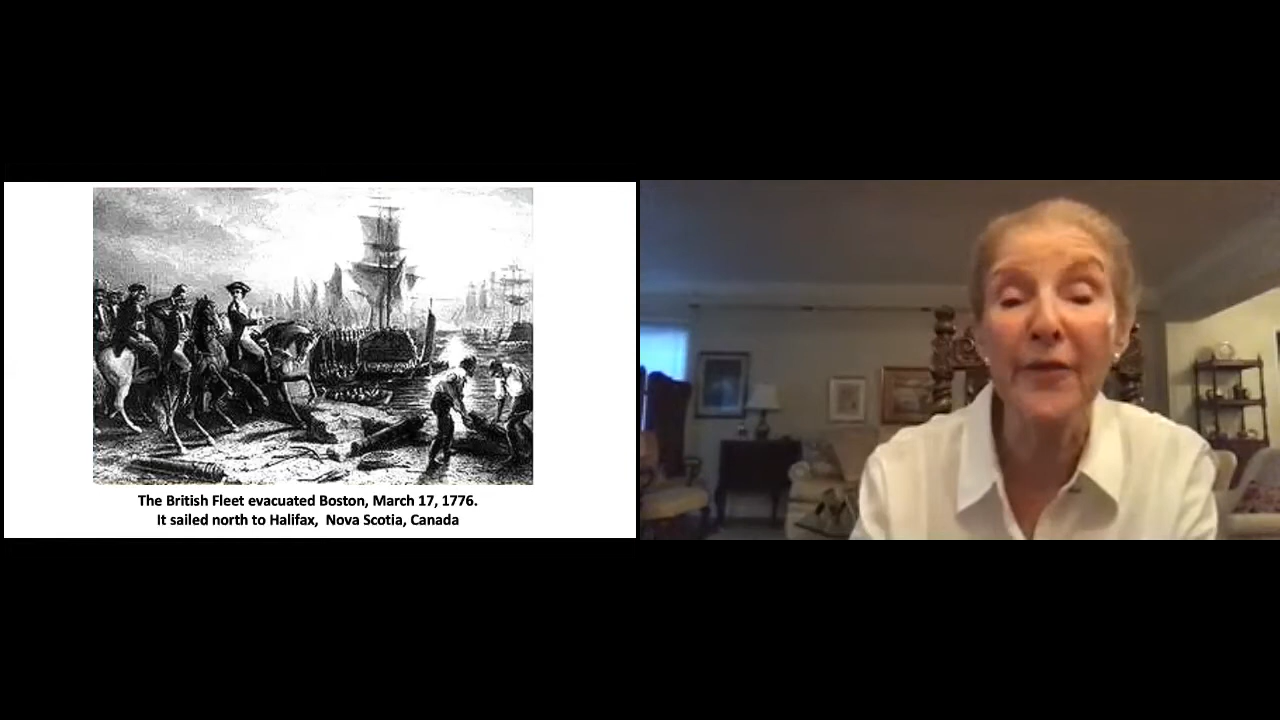 The British Fleet evacuated Boston, March 17, 1776.
It sailed north to Halifax, Nova Scotia, Canada